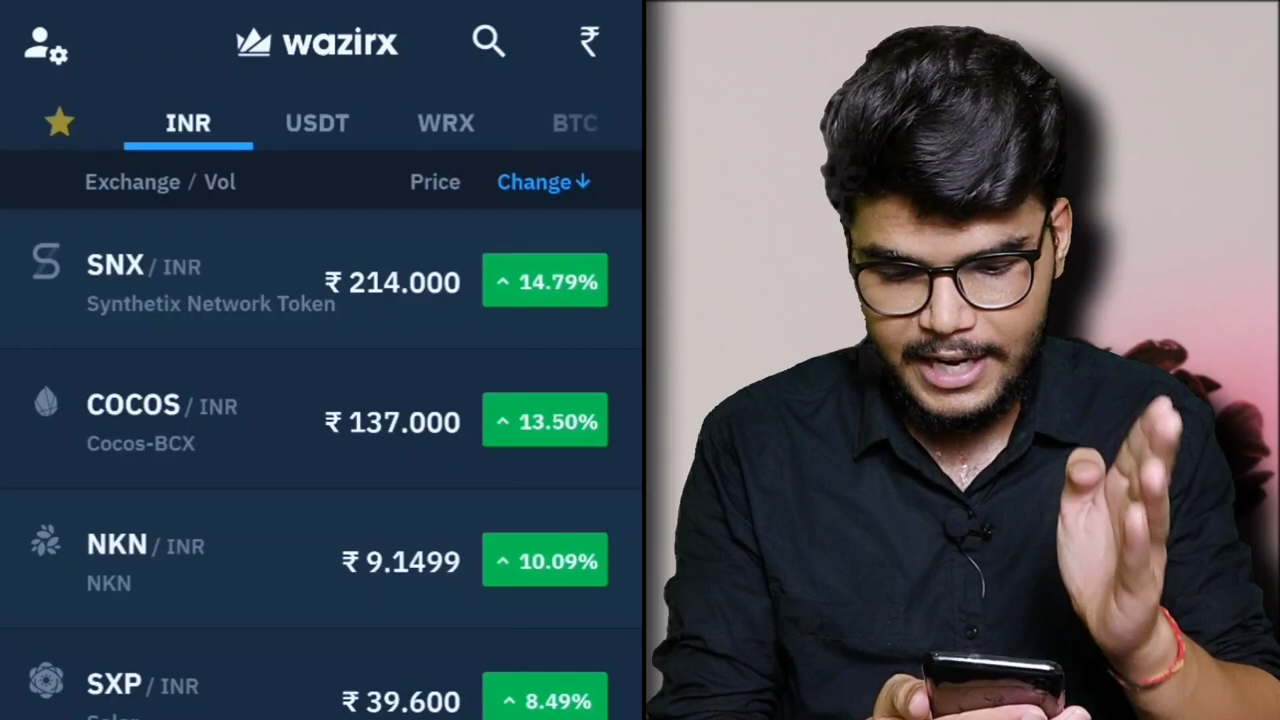 wazirx ₹
INR USDT WRX BTC
Exchange / Vol Price Change↓
SNX / INR ₹ 214.000 14.79%
Synthetix Network Token
COCOS / INR ₹ 137.000 13.50%
Cocos-BCX
NKN / INR ₹ 9.1499 10.09%
NKN
SXP / INR ₹ 39.600 8.49%